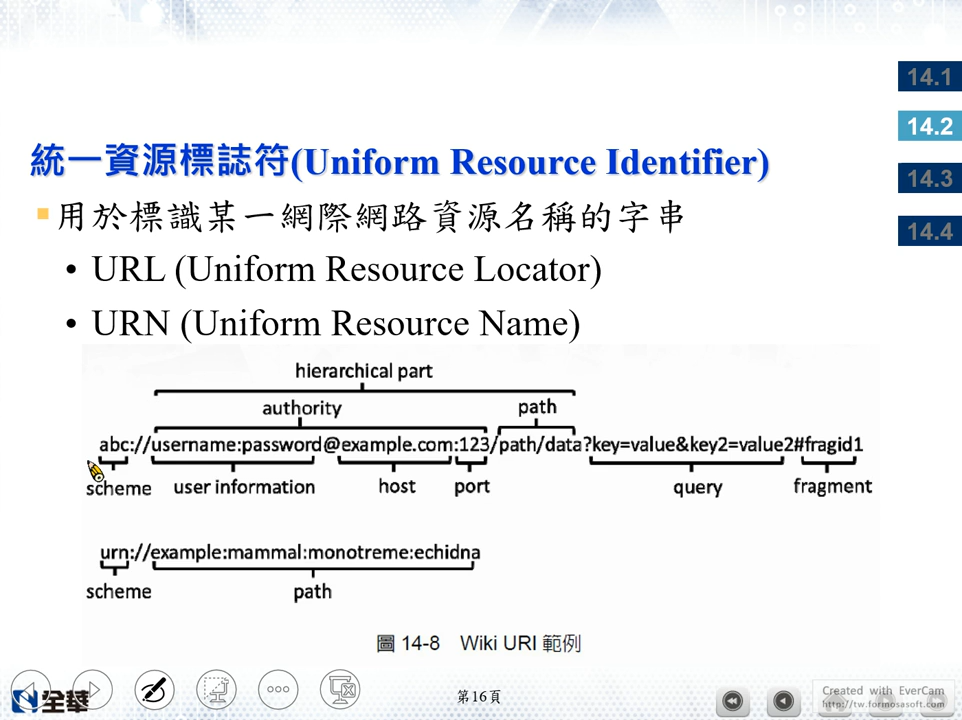 14.1
14.2
14.3
14.4
統一資源標誌符(Uniform Resource Identifier)
用於標識某一網際網路資源名稱的字串
• URL (Uniform Resource Locator)
• URN (Uniform Resource Name)
hierarchical part
authority path
abc://username:password@example.com:123/path/data?key=value&key2=value2#fragid1
scheme user information host port query fragment
urn://example:mammal:monotreme:echidna
scheme path
圖 14-8 Wiki URI 範例
全華
第16頁
Created with EverCam
http://tw.formosasoft.com